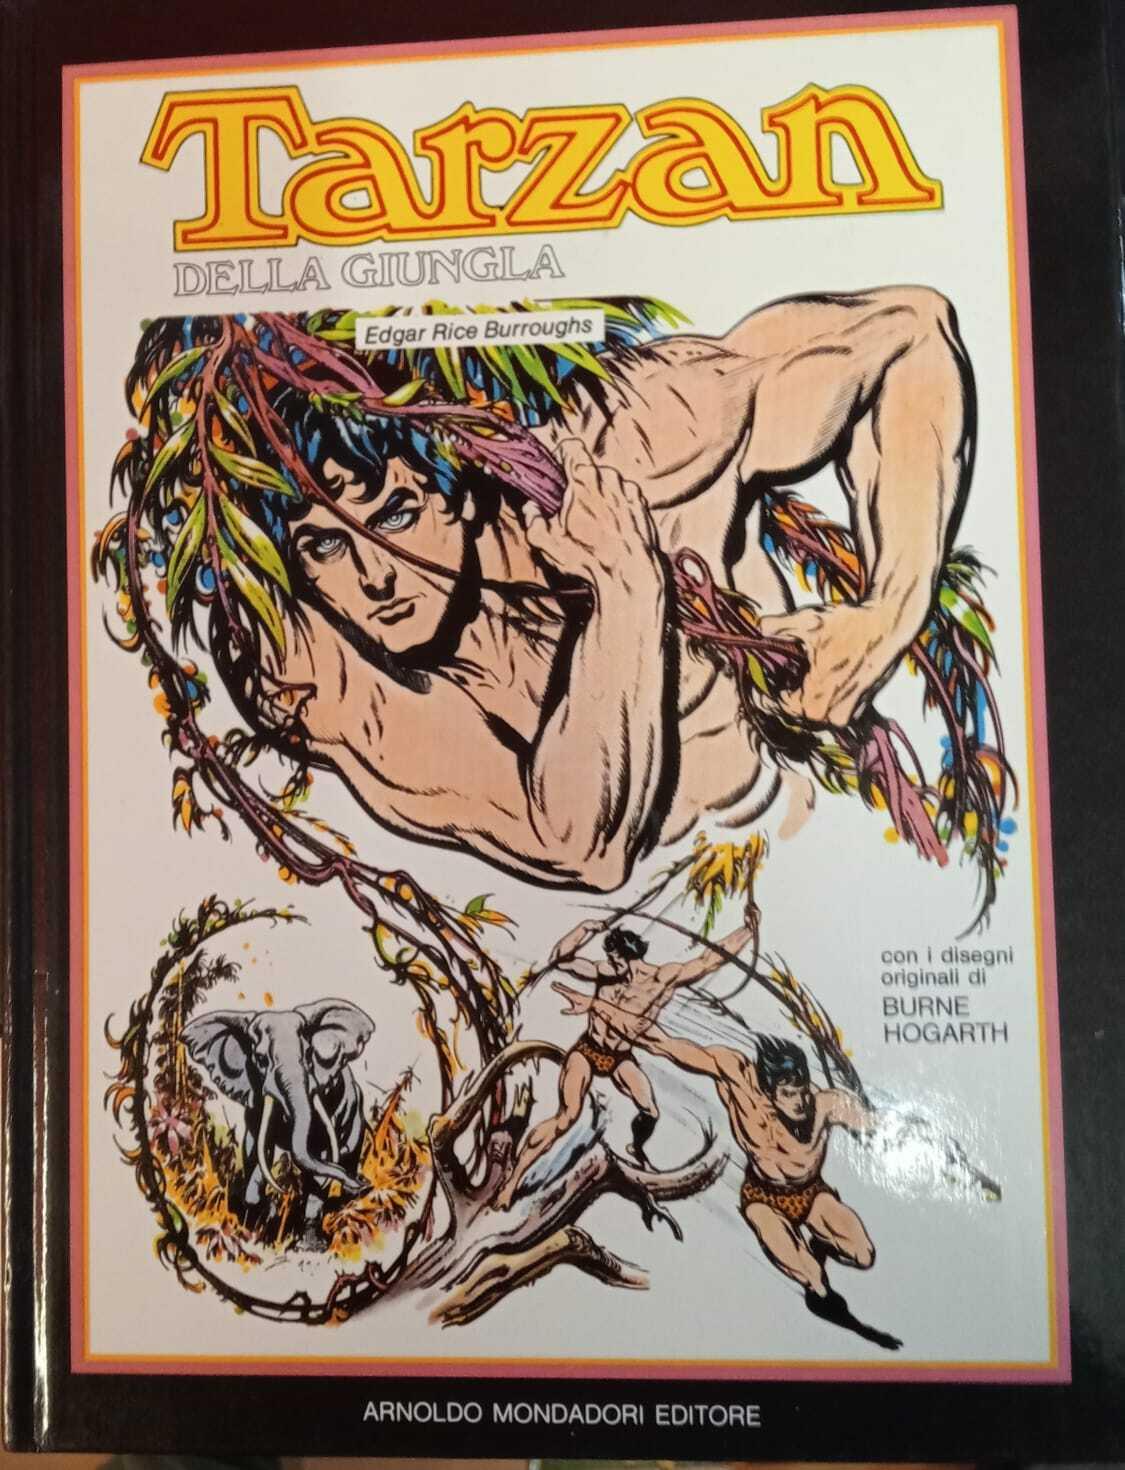 Tarzan
DELLA GIUNGLA
Edgar Rice Burroughs
con i disegni
originali di
BURNE
HOGARTH
ARNOLDO MONDADORI EDITORE